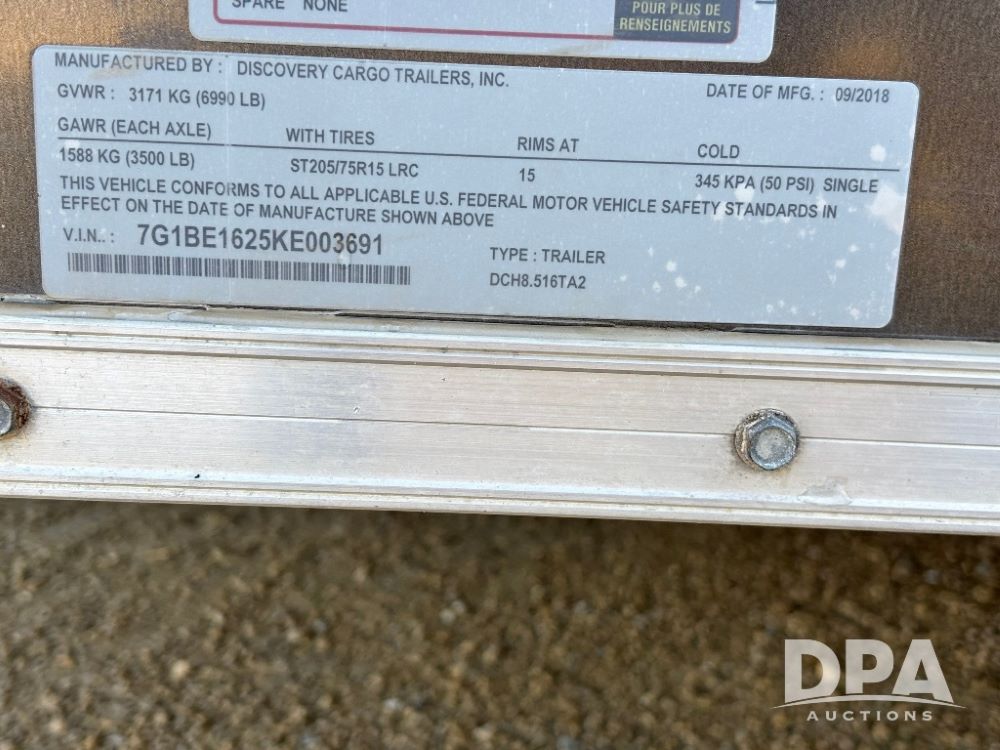 SPARE NONE
POUR PLUS DE
RENSEIGNEMENTS
MANUFACTURED BY : DISCOVERY CARGO TRAILERS, INC.
DATE OF MFG. : 09/2018
GVWR : 3171 KG (6990 LB)
GAWR (EACH AXLE) WITH TIRES RIMS AT COLD
1588 KG (3500 LB) ST205/75R15 LRC 15 345 KPA (50 PSI) SINGLE
THIS VEHICLE CONFORMS TO ALL APPLICABLE U.S. FEDERAL MOTOR VEHICLE SAFETY STANDARDS IN
EFFECT ON THE DATE OF MANUFACTURE SHOWN ABOVE
V.I.N.. : 7G1BE1625KE003691
TYPE : TRAILER
DCH8.516TA2
DPA
AUCTIONS